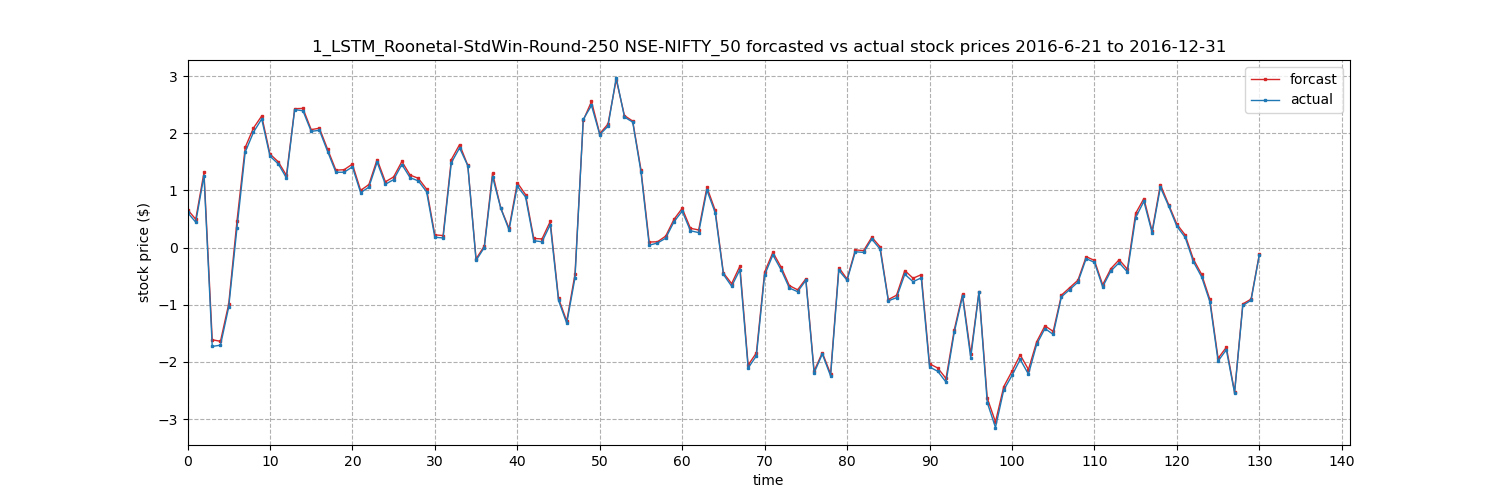 1_LSTM_Roonetal-StdWin-Round-250 NSE-NIFTY_50 forcasted vs actual stock prices 2016-6-21 to 2016-12-31
forcast
actual
stock price ($)
3
2
1
0
−1
−2
−3
0 10 20 30 40 50 60 70 80 90 100 110 120 130 140
time